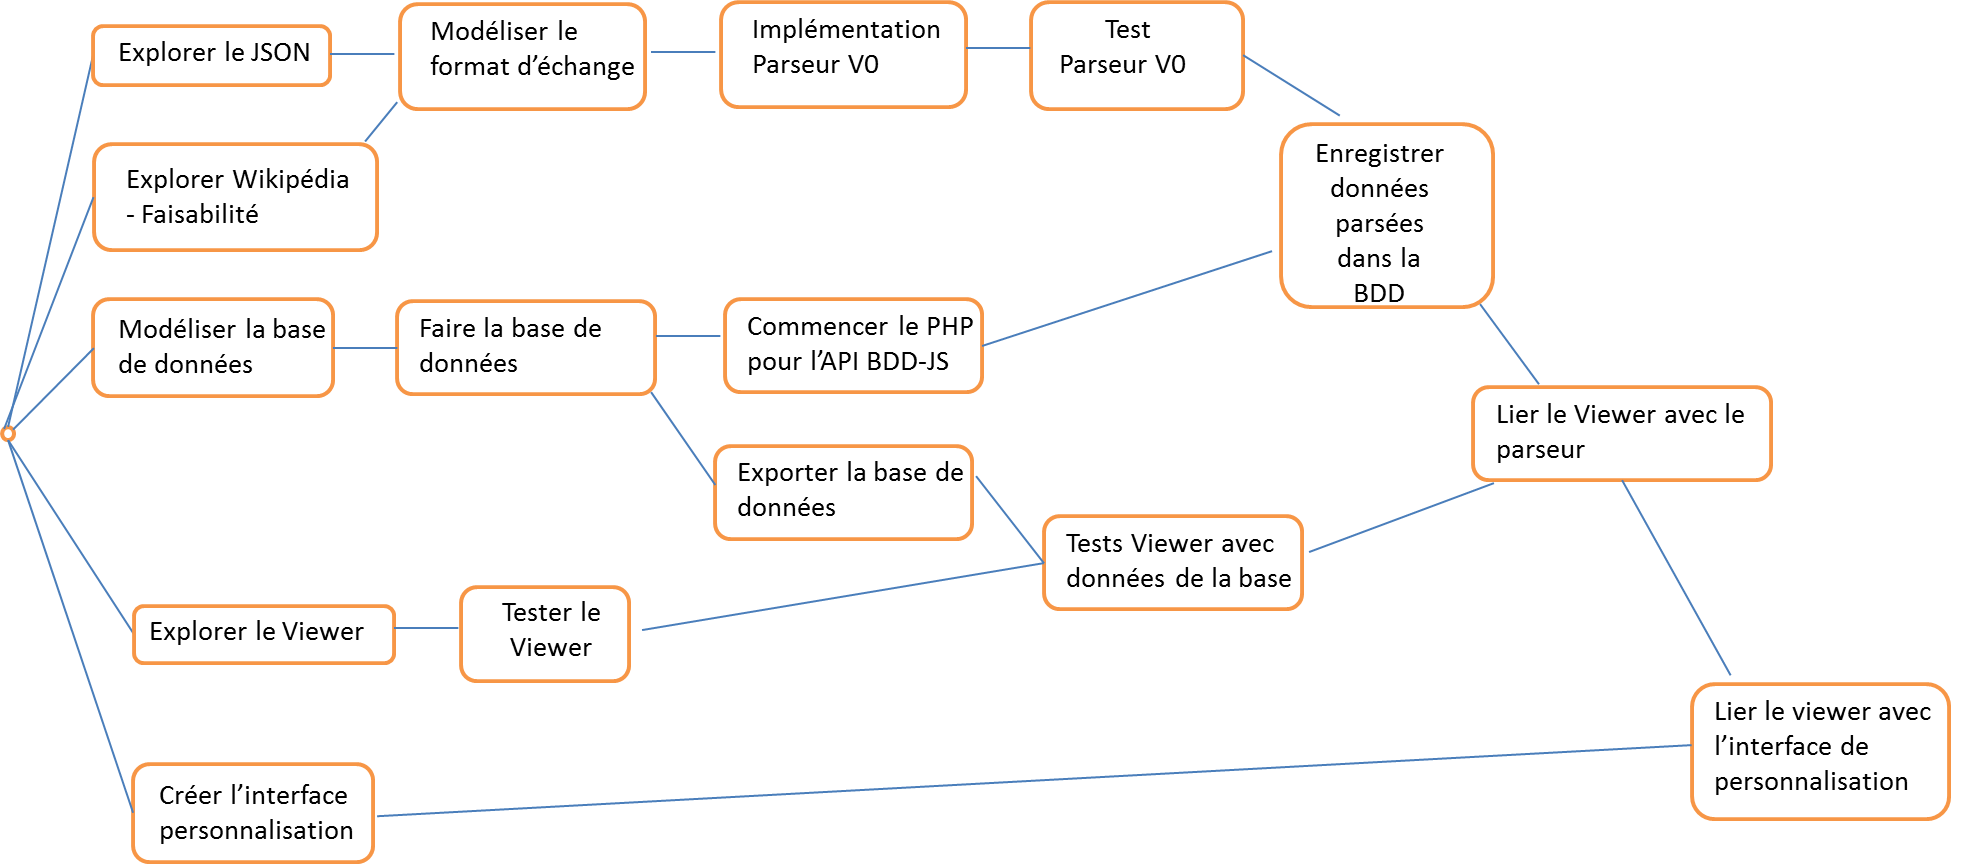 Explorer le JSON
Modéliser le
format d’échange
Implémentation
Parseur V0
Test
Parseur V0
Explorer Wikipédia
- Faisabilité
Enregistrer
données
parsées
dans la
BDD
Modéliser la base
de données
Faire la base de
données
Commencer le PHP
pour l’API BDD-JS
Lier le Viewer avec le
parseur
Exporter la base de
données
Tests Viewer avec
données de la base
Explorer le Viewer
Tester le
Viewer
Lier le viewer avec
l’interface de
personnalisation
Créer l’interface
personnalisation